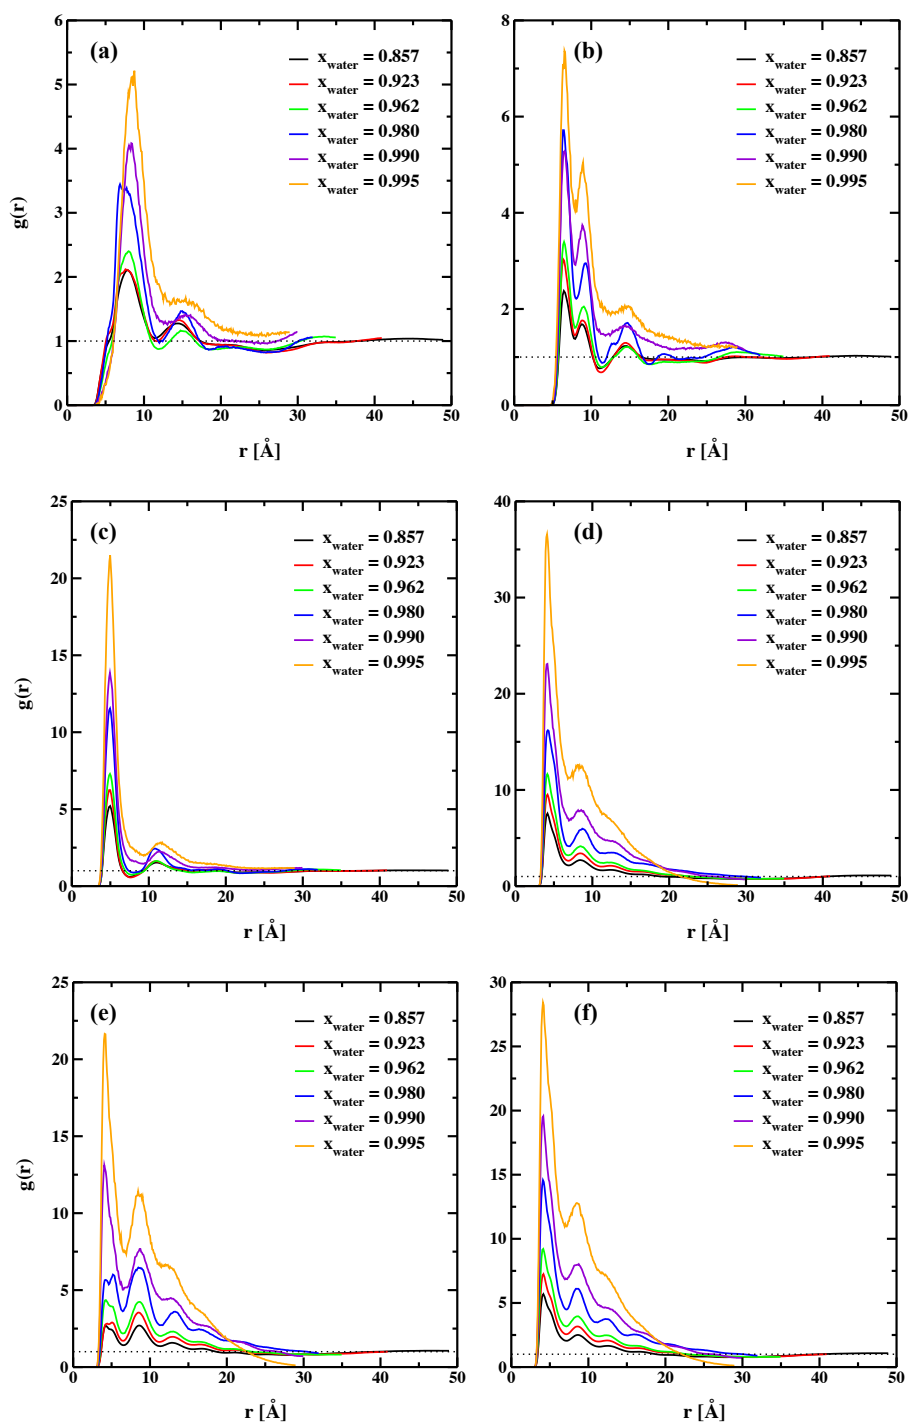 (a)
x_water = 0.857
x_water = 0.923
x_water = 0.962
x_water = 0.980
x_water = 0.990
x_water = 0.995
g(r)
6
5
4
3
2
1
0
0 10 20 30 40 50
r [Å]
(b)
x_water = 0.857
x_water = 0.923
x_water = 0.962
x_water = 0.980
x_water = 0.990
x_water = 0.995
8
6
4
2
0
0 10 20 30 40 50
r [Å]
(c)
x_water = 0.857
x_water = 0.923
x_water = 0.962
x_water = 0.980
x_water = 0.990
x_water = 0.995
g(r)
25
20
15
10
5
0
0 10 20 30 40 50
r [Å]
(d)
x_water = 0.857
x_water = 0.923
x_water = 0.962
x_water = 0.980
x_water = 0.990
x_water = 0.995
40
30
20
10
0
0 10 20 30 40 50
r [Å]
(e)
x_water = 0.857
x_water = 0.923
x_water = 0.962
x_water = 0.980
x_water = 0.990
x_water = 0.995
g(r)
25
20
15
10
5
0
0 10 20 30 40 50
r [Å]
(f)
x_water = 0.857
x_water = 0.923
x_water = 0.962
x_water = 0.980
x_water = 0.990
x_water = 0.995
30
25
20
15
10
5
0
0 10 20 30 40 50
r [Å]